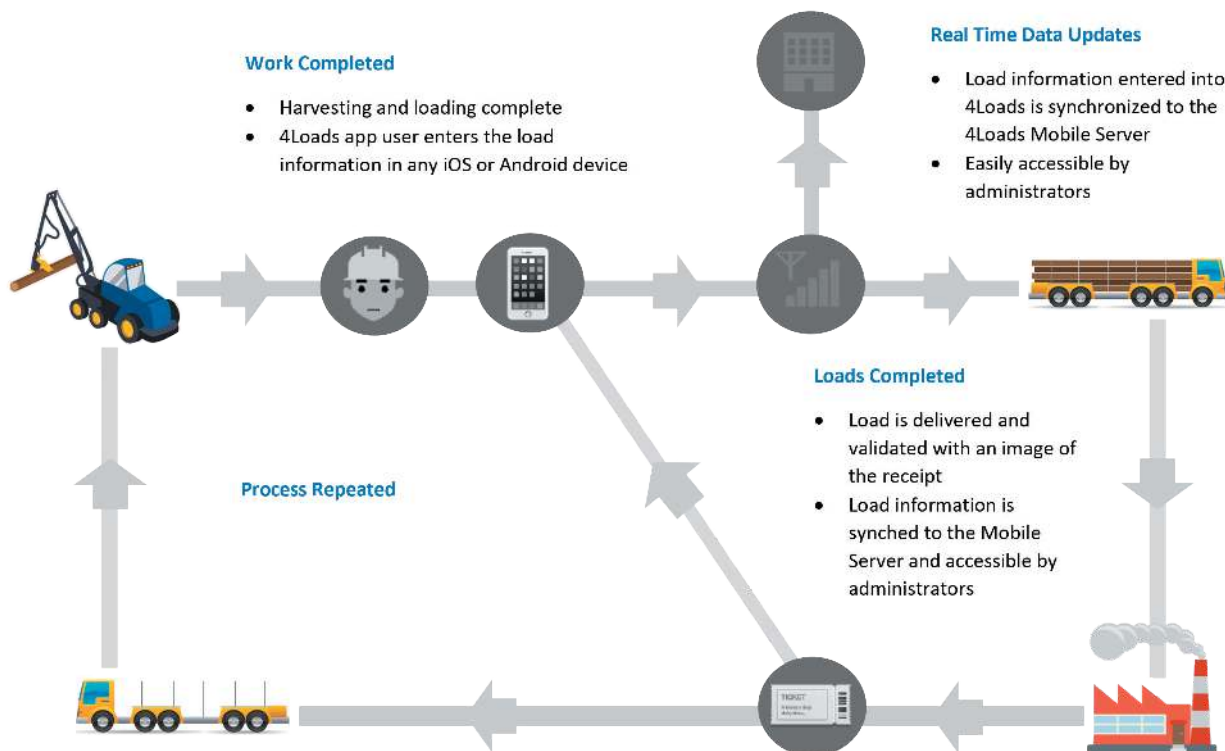 Work Completed
• Harvesting and loading complete
• 4Loads app user enters the load
information in any iOS or Android device
Real Time Data Updates
• Load information entered into
4Loads is synchronized to the
4Loads Mobile Server
• Easily accessible by
administrators
Loads Completed
• Load is delivered and
validated with an image of
the receipt
• Load information is
synched to the Mobile
Server and accessible by
administrators
Process Repeated
TICKET